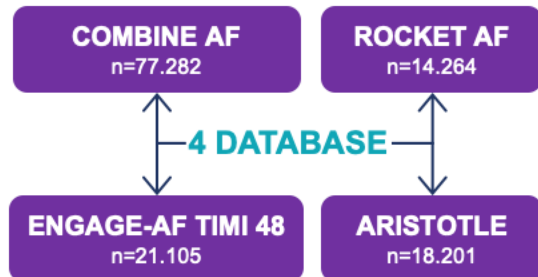 COMBINE AF
n=77.282
ROCKET AF
n=14.264
4 DATABASE
ENGAGE-AF TIMI 48
n=21.105
ARISTOTLE
n=18.201